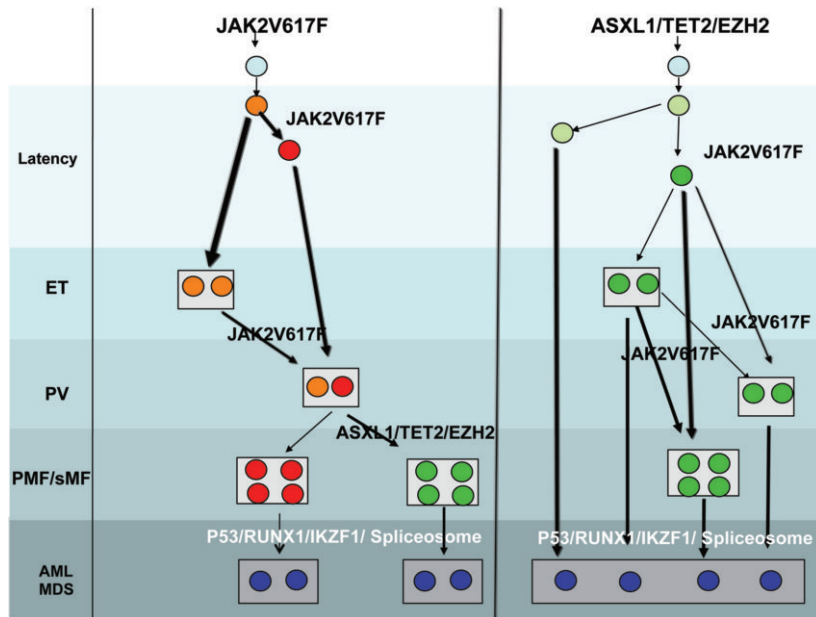 JAK2V617F
ASXL1/TET2/EZH2
JAK2V617F
Latency
JAK2V617F
ET
JAK2V617F
JAK2V617F
JAK2V617F
PV
ASXL1/TET2/EZH2
PMF/sMF
P53/RUNX1/IKZF1/ Spliceosome
P53/RUNX1/IKZF1/ Spliceosome
AML
MDS